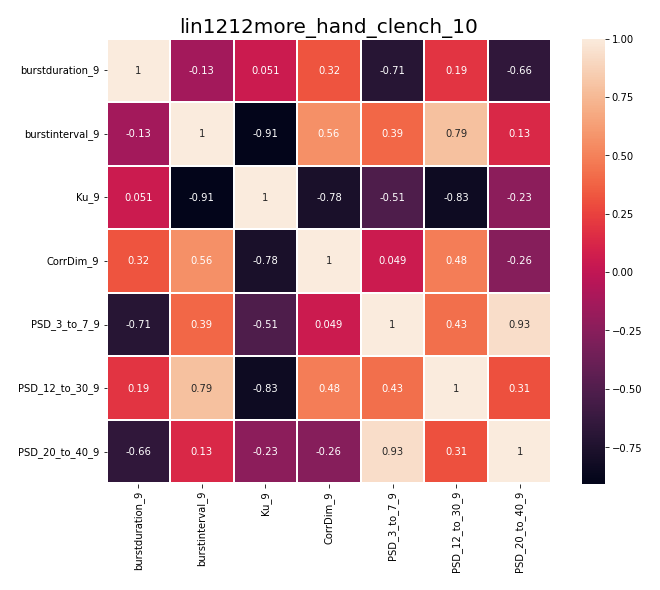 lin1212more_hand_clench_10
burstduration_9 1 -0.13 0.051 0.32 -0.71 0.19 -0.66
burstinterval_9 -0.13 1 -0.91 0.56 0.39 0.79 0.13
Ku_9 0.051 -0.91 1 -0.78 -0.51 -0.83 -0.23
CorrDim_9 0.32 0.56 -0.78 1 0.049 0.48 -0.26
PSD_3_to_7_9 -0.71 0.39 -0.51 0.049 1 0.43 0.93
PSD_12_to_30_9 0.19 0.79 -0.83 0.48 0.43 1 0.31
PSD_20_to_40_9 -0.66 0.13 -0.23 -0.26 0.93 0.31 1
burstduration_9
burstinterval_9
Ku_9
CorrDim_9
PSD_3_to_7_9
PSD_12_to_30_9
PSD_20_to_40_9
1.00
0.75
0.50
0.25
0.00
−0.25
−0.50
−0.75